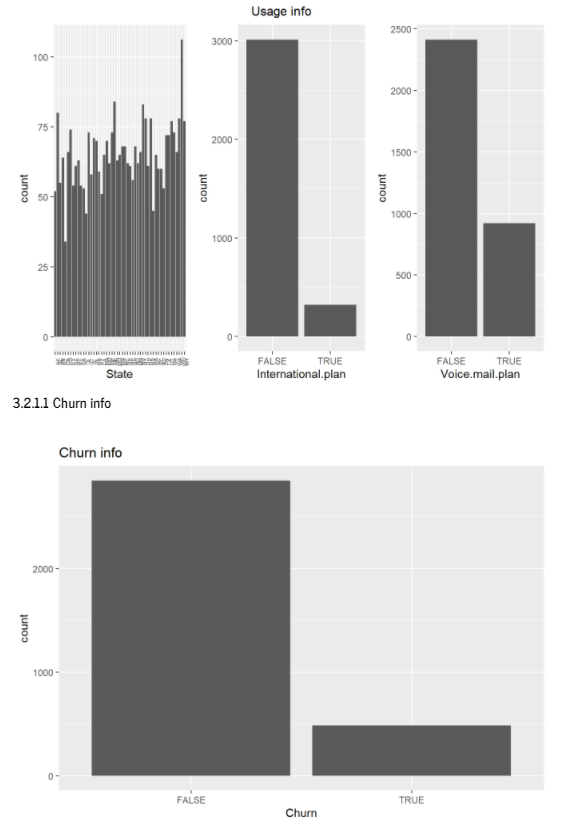 Usage info
count
100
75
50
25
0
State
count
3000
2000
1000
0
FALSE TRUE
International.plan
count
2500
2000
1500
1000
500
0
FALSE TRUE
Voice.mail.plan
3.2.1.1 Churn info
Churn info
count
2000
1000
0
FALSE TRUE
Churn